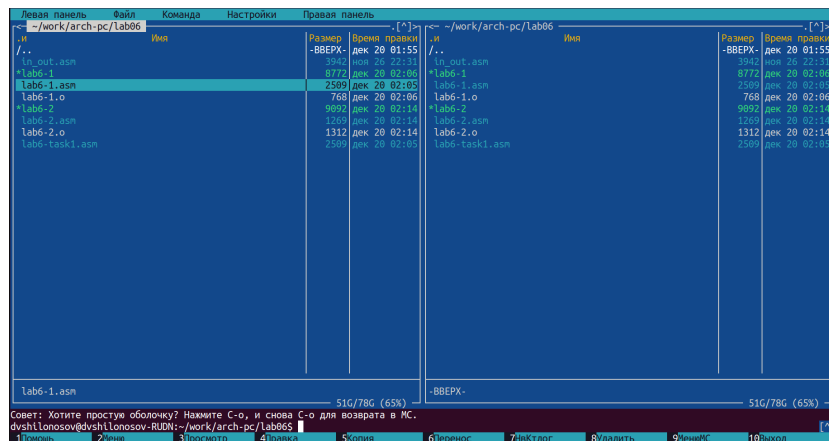 Левая панель Файл Команда Настройки Правая панель
<─ ~/work/arch-pc/lab06 .[^]> <─ ~/work/arch-pc/lab06 .[^]>
.и Имя Размер Время правки .и Имя Размер Время правки
/.. -ВВЕРХ- дек 20 01:55 /.. -ВВЕРХ- дек 20 01:55
in_out.asm 3942 ноя 26 22:31 in_out.asm 3942 ноя 26 22:31
*lab6-1 8772 дек 20 02:06 *lab6-1 8772 дек 20 02:06
lab6-1.asm 2509 дек 20 02:05 lab6-1.asm 2509 дек 20 02:05
lab6-1.o 768 дек 20 02:06 lab6-1.o 768 дек 20 02:06
*lab6-2 9092 дек 20 02:14 *lab6-2 9092 дек 20 02:14
lab6-2.asm 1269 дек 20 02:14 lab6-2.asm 1269 дек 20 02:14
lab6-2.o 1312 дек 20 02:14 lab6-2.o 1312 дек 20 02:14
lab6-task1.asm 2509 дек 20 02:05 lab6-task1.asm 2509 дек 20 02:05
lab6-1.asm -ВВЕРХ-
51G/78G (65%) 51G/78G (65%)
Совет: Хотите простую оболочку? Нажмите C-o, и снова C-o для возврата в MC.
dvshilonosov@dvshilonosov-RUDN:~/work/arch-pc/lab06$ [^
1Помощь 2Меню 3Просмотр 4Правка 5Копия 6Перенос 7НвКтлог 8Удалить 9МенюMC 10Выход